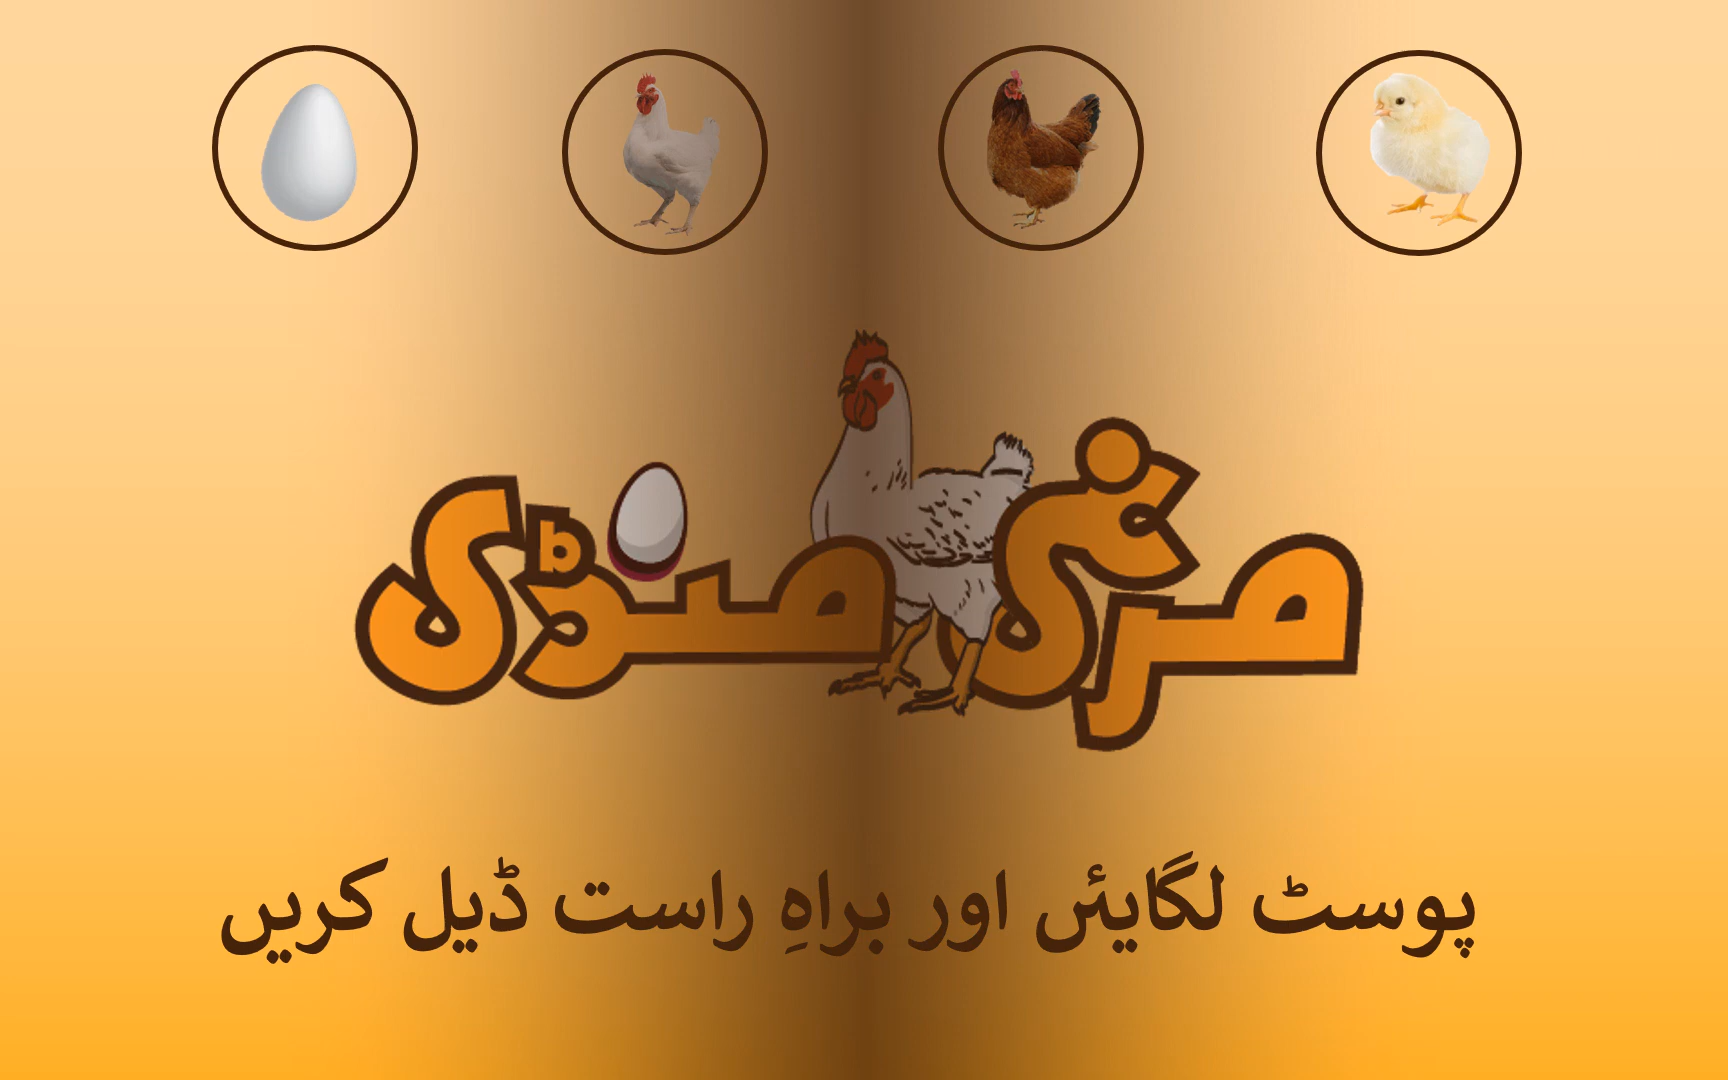 مرغی منڈی
پوسٹ لگایئں اور براہِ راست ڈیل کریں